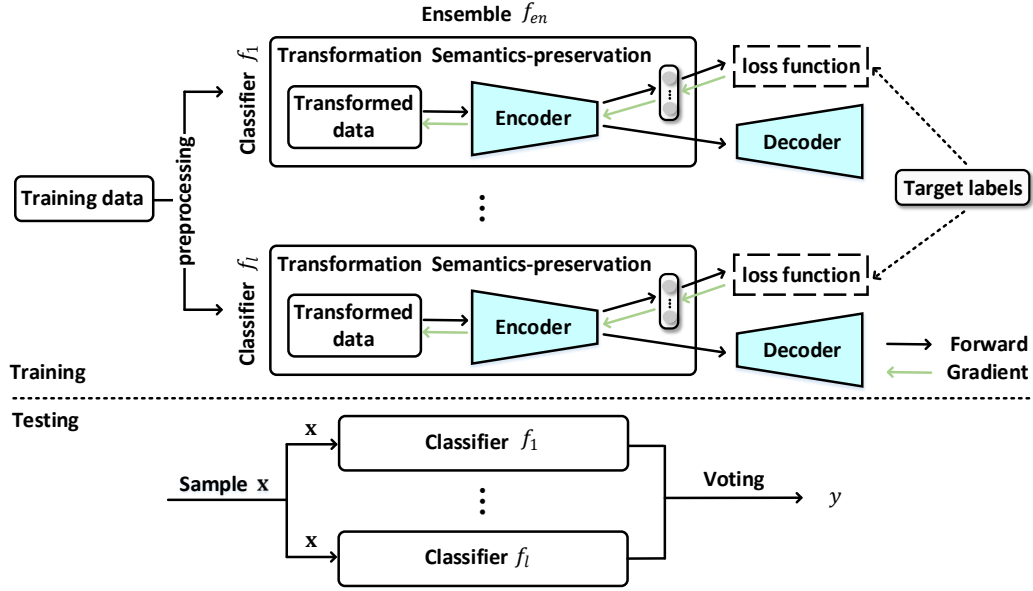 Ensemble f_en
Classifier f_1
Transformation Semantics-preservation
Transformed
data
Encoder
loss function
Decoder
preprocessing
Training data
Target labels
Classifier f_l
Transformation Semantics-preservation
Transformed
data
Encoder
loss function
Decoder
Forward
Gradient
Training
Testing
x
Classifier f_1
Sample x
Voting
y
x
Classifier f_l